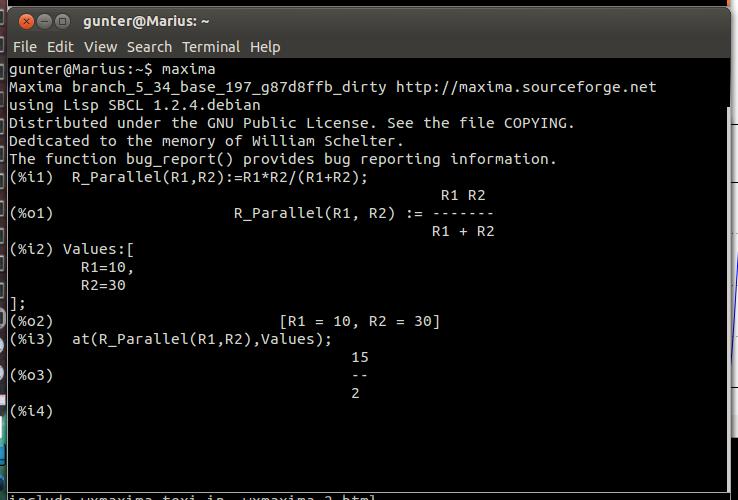 gunter@Marius: ~
File Edit View Search Terminal Help
gunter@Marius:~$ maxima
Maxima branch_5_34_base_197_g87d8ffb_dirty http://maxima.sourceforge.net
using Lisp SBCL 1.2.4.debian
Distributed under the GNU Public License. See the file COPYING.
Dedicated to the memory of William Schelter.
The function bug_report() provides bug reporting information.
(%i1)  R_Parallel(R1,R2):=R1*R2/(R1+R2);
                                                R1 R2
(%o1)                    R_Parallel(R1, R2) := -------
                                               R1 + R2
(%i2) Values:[
        R1=10,
        R2=30
];
(%o2)                         [R1 = 10, R2 = 30]
(%i3)  at(R_Parallel(R1,R2),Values);
                                      15
(%o3)                                 --
                                      2
(%i4)
include wxmaxima.texi.in wxmaxima_2.html